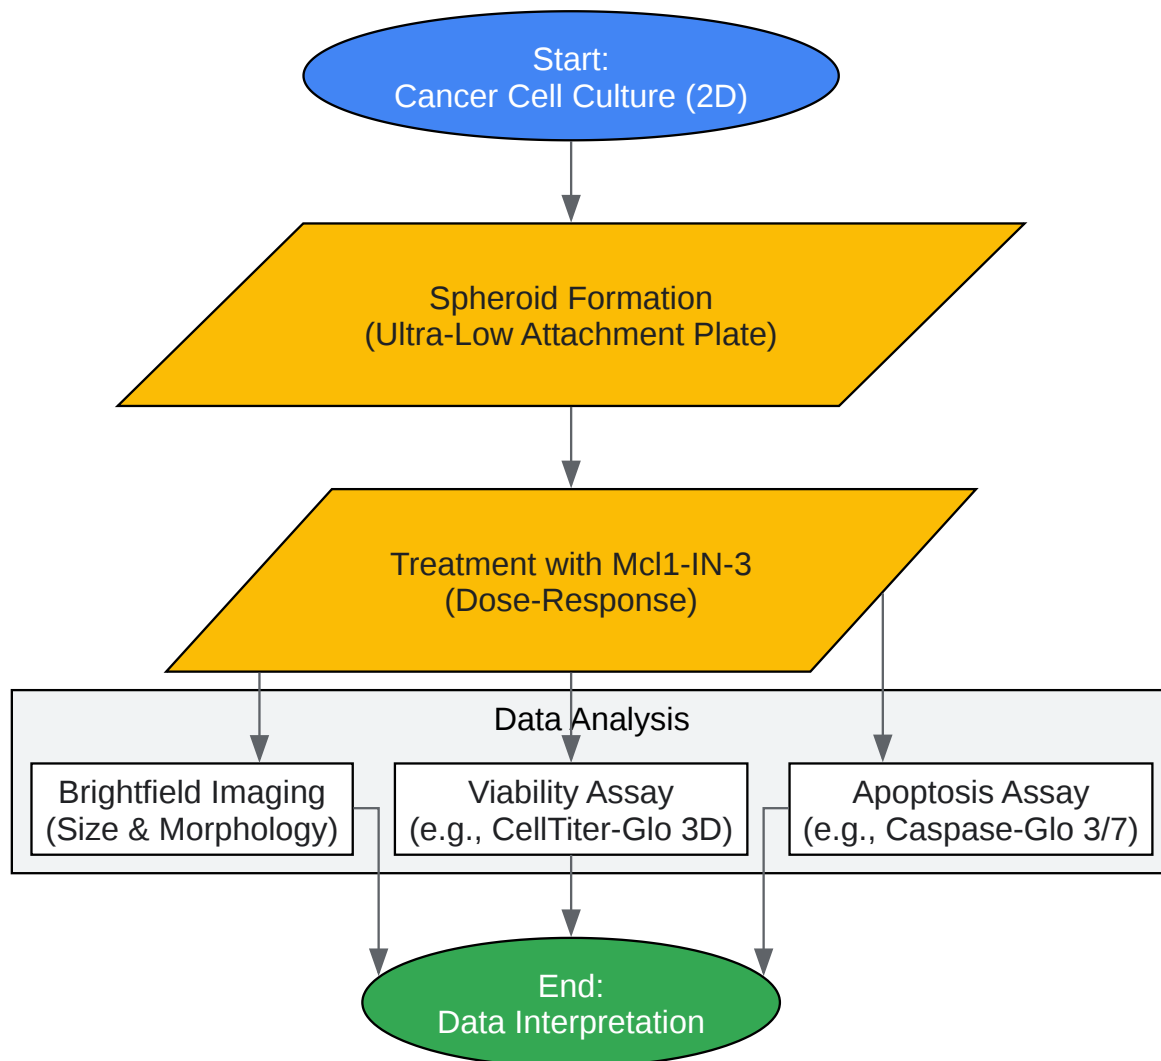 Start:
Cancer Cell Culture (2D)
Spheroid Formation
(Ultra-Low Attachment Plate)
Treatment with Mcl1-IN-3
(Dose-Response)
Data Analysis
Brightfield Imaging
(Size & Morphology)
Viability Assay
(e.g., CellTiter-Glo 3D)
Apoptosis Assay
(e.g., Caspase-Glo 3/7)
End:
Data Interpretation